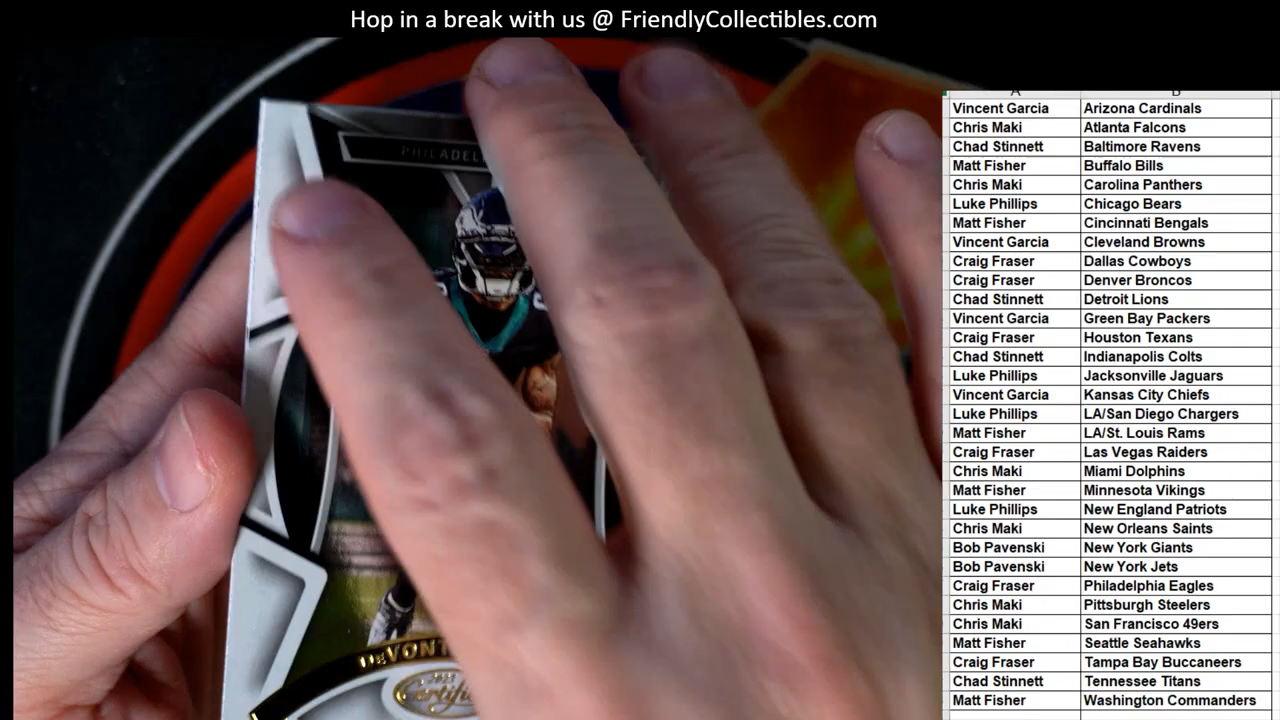 Hop in a break with us @ FriendlyCollectibles.com
A B
Vincent Garcia Arizona Cardinals
Chris Maki Atlanta Falcons
Chad Stinnett Baltimore Ravens
Matt Fisher Buffalo Bills
Chris Maki Carolina Panthers
Luke Phillips Chicago Bears
Matt Fisher Cincinnati Bengals
Vincent Garcia Cleveland Browns
Craig Fraser Dallas Cowboys
Craig Fraser Denver Broncos
Chad Stinnett Detroit Lions
Vincent Garcia Green Bay Packers
Craig Fraser Houston Texans
Chad Stinnett Indianapolis Colts
Luke Phillips Jacksonville Jaguars
Vincent Garcia Kansas City Chiefs
Luke Phillips LA/San Diego Chargers
Matt Fisher LA/St. Louis Rams
Craig Fraser Las Vegas Raiders
Chris Maki Miami Dolphins
Matt Fisher Minnesota Vikings
Luke Phillips New England Patriots
Chris Maki New Orleans Saints
Bob Pavenski New York Giants
Bob Pavenski New York Jets
Craig Fraser Philadelphia Eagles
Chris Maki Pittsburgh Steelers
Chris Maki San Francisco 49ers
Matt Fisher Seattle Seahawks
Craig Fraser Tampa Bay Buccaneers
Chad Stinnett Tennessee Titans
Matt Fisher Washington Commanders
PHILADEL
DeVONT
Certifie